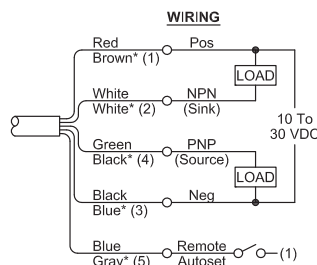 WIRING
Red Pos
Brown* (1)
LOAD
White NPN
White* (2) (Sink)
10 To
30 VDC
Green PNP
Black* (4) (Source)
LOAD
Black Neg
Blue* (3)
Blue Remote (1)
Gray* (5) Autoset